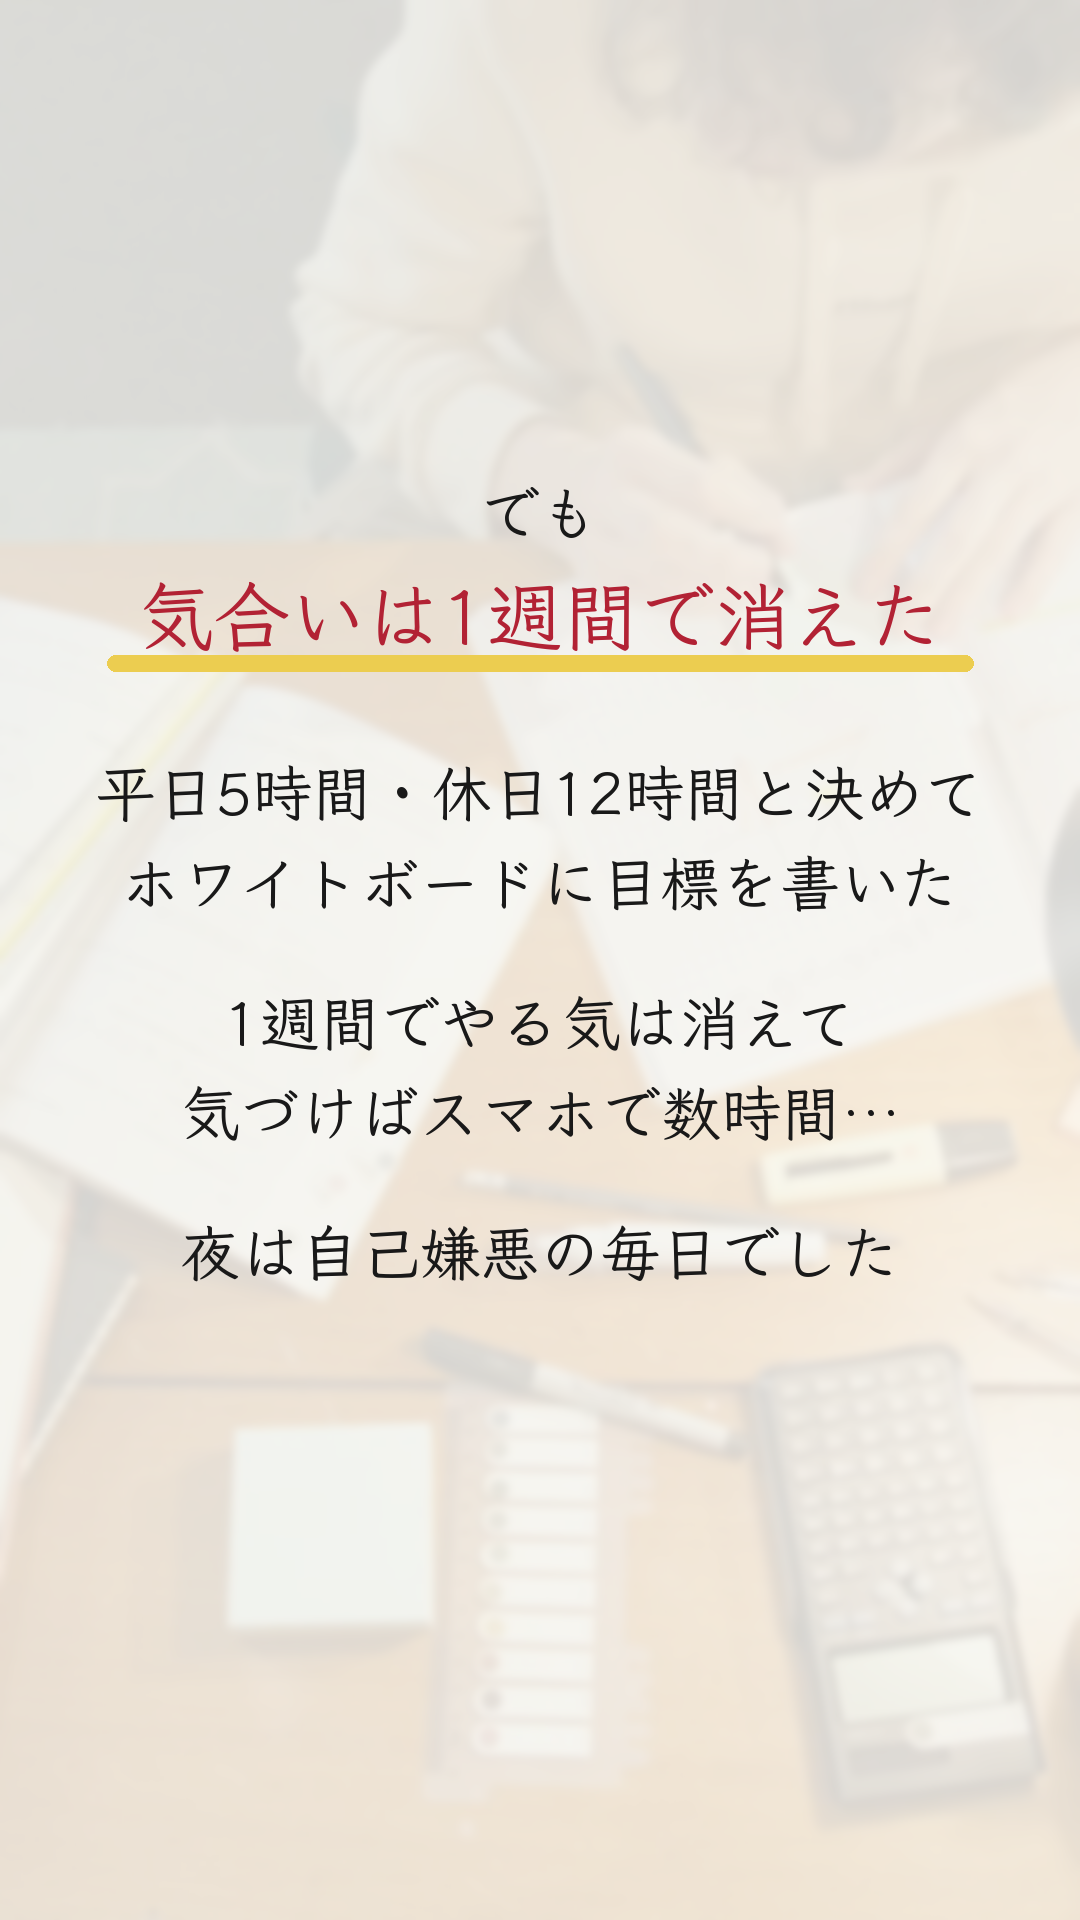 でも
気合いは1週間で消えた
平日5時間・休日12時間と決めて
ホワイトボードに目標を書いた
1週間でやる気は消えて
気づけばスマホで数時間…
夜は自己嫌悪の毎日でした